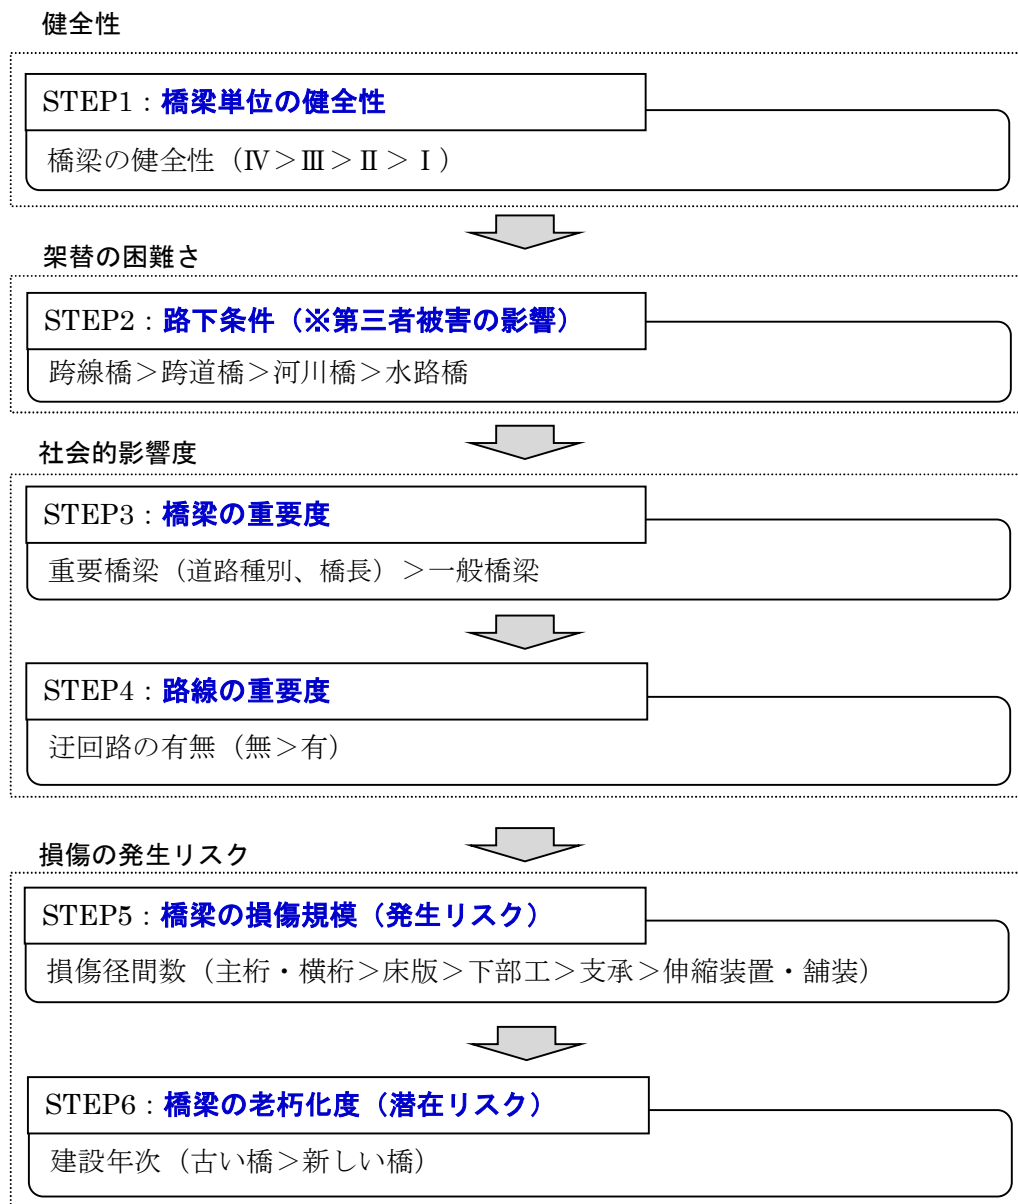 健全性
STEP1：橋梁単位の健全性
橋梁の健全性（Ⅳ＞Ⅲ＞Ⅱ＞Ⅰ）
架替の困難さ
STEP2：路下条件（※第三者被害の影響）
跨線橋＞跨道橋＞河川橋＞水路橋
社会的影響度
STEP3：橋梁の重要度
重要橋梁（道路種別、橋長）＞一般橋梁
STEP4：路線の重要度
迂回路の有無（無＞有）
損傷の発生リスク
STEP5：橋梁の損傷規模（発生リスク）
損傷径間数（主桁・横桁＞床版＞下部工＞支承＞伸縮装置・舗装）
STEP6：橋梁の老朽化度（潜在リスク）
建設年次（古い橋＞新しい橋）